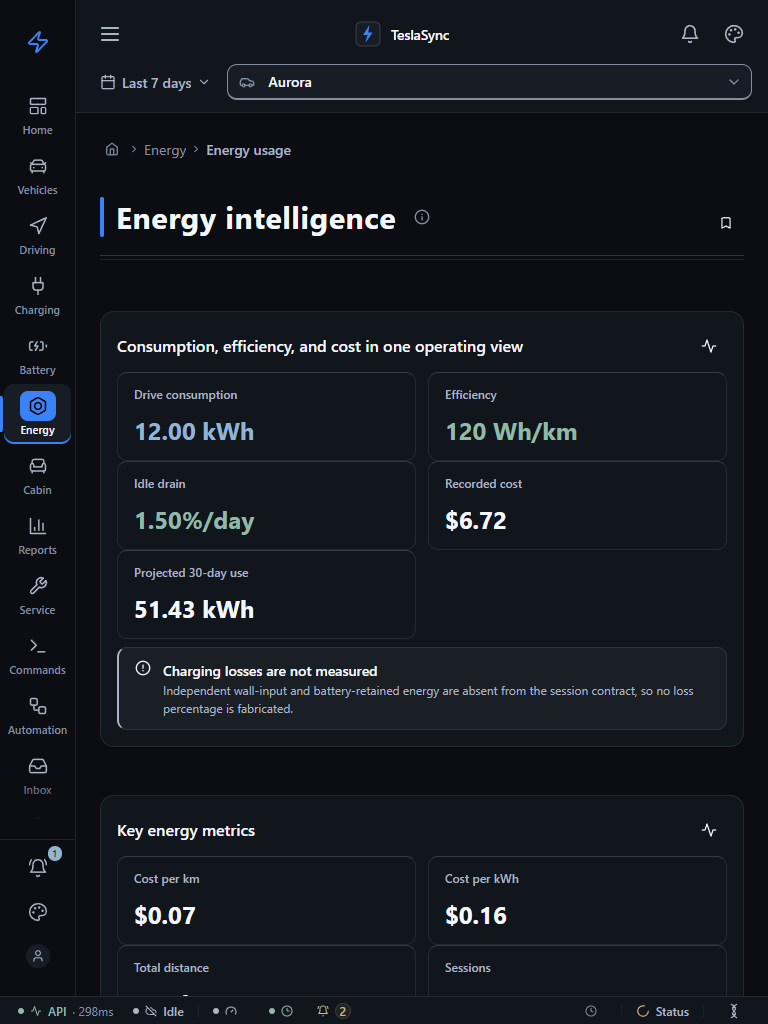 TeslaSync
Last 7 days
Aurora
Home
Vehicles
Driving
Charging
Battery
Energy
Cabin
Reports
Service
Commands
Automation
Inbox
1
Energy
Energy usage
Energy intelligence
Consumption, efficiency, and cost in one operating view
Drive consumption
12.00 kWh
Efficiency
120 Wh/km
Idle drain
1.50%/day
Recorded cost
$6.72
Projected 30-day use
51.43 kWh
Charging losses are not measured
Independent wall-input and battery-retained energy are absent from the session contract, so no loss
percentage is fabricated.
Key energy metrics
Cost per km
$0.07
Cost per kWh
$0.16
Total distance
Sessions
API · 298ms
Idle
2
Status